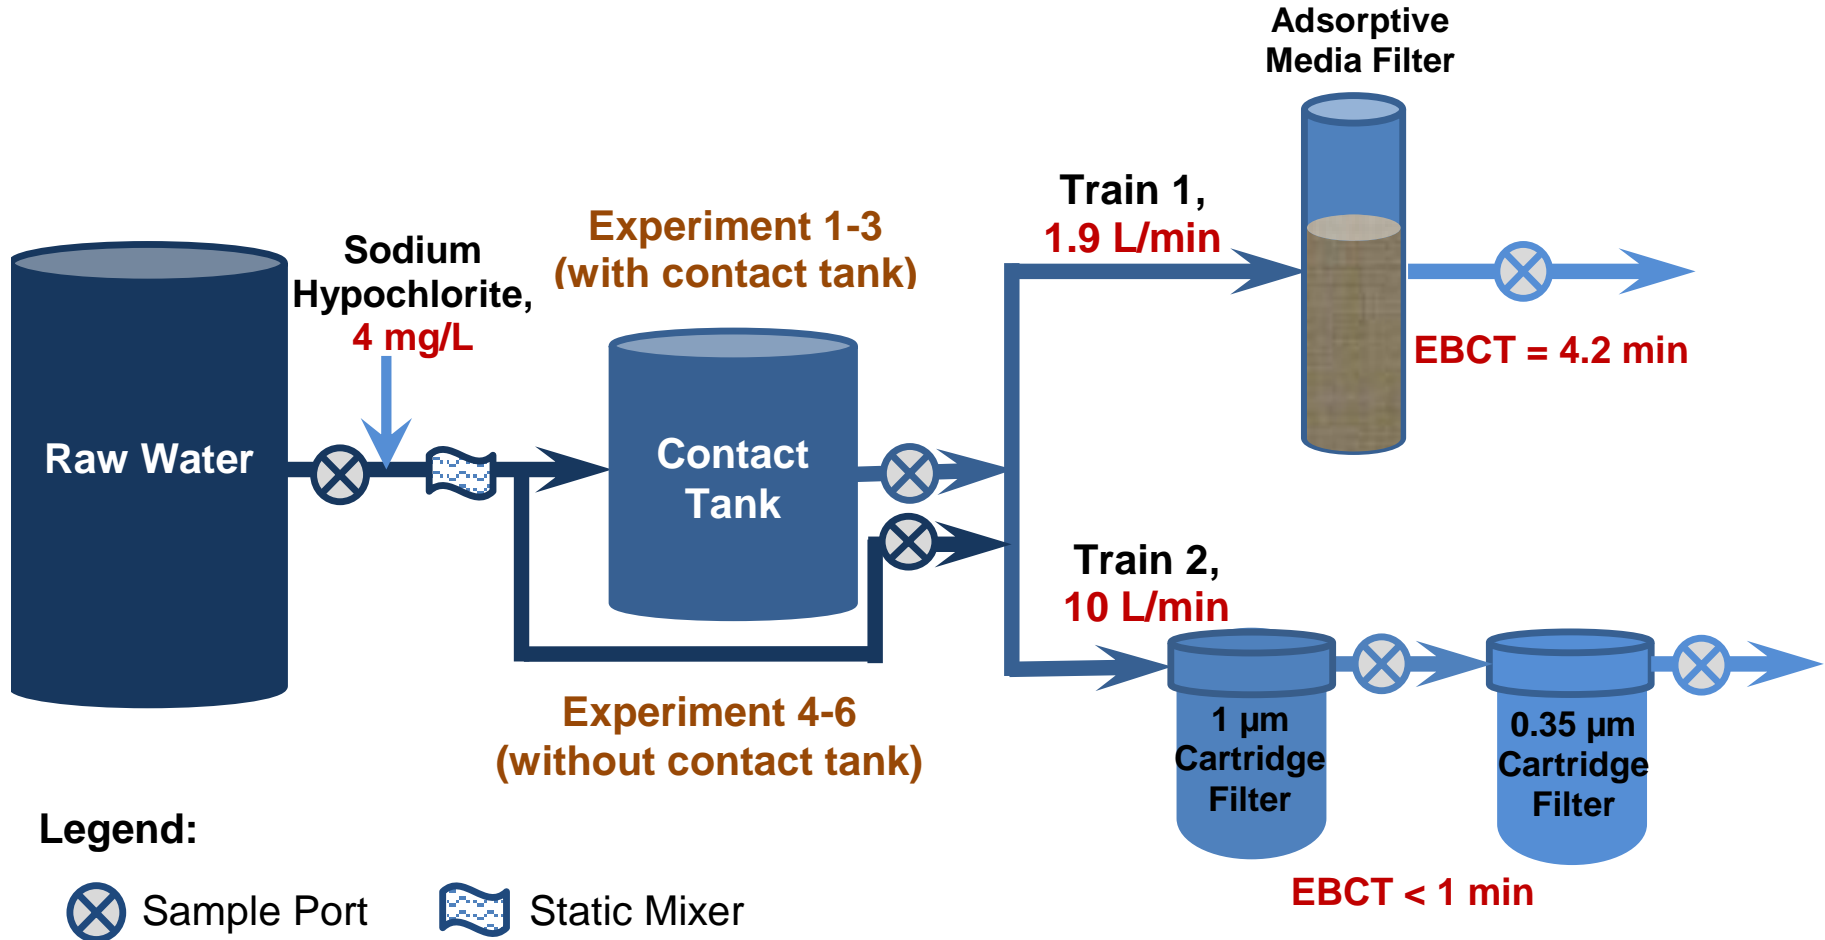 Adsorptive
Media Filter
Train 1,
1.9 L/min
Experiment 1-3
(with contact tank)
Sodium
Hypochlorite,
4 mg/L
EBCT = 4.2 min
Raw Water
Contact
Tank
Train 2,
10 L/min
Experiment 4-6
(without contact tank)
1 µm
Cartridge
Filter
0.35 µm
Cartridge
Filter
EBCT < 1 min
Legend:
Sample Port
Static Mixer